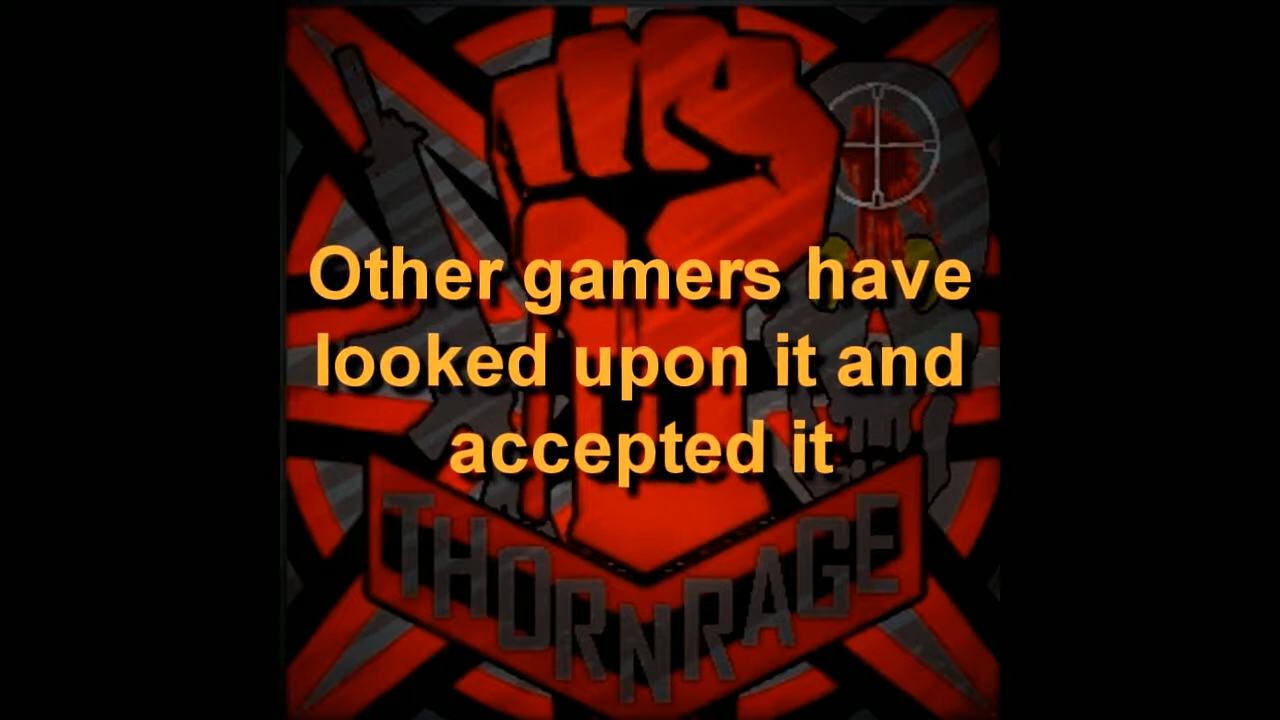 Other gamers have
looked upon it and
accepted it
THORNRAGE